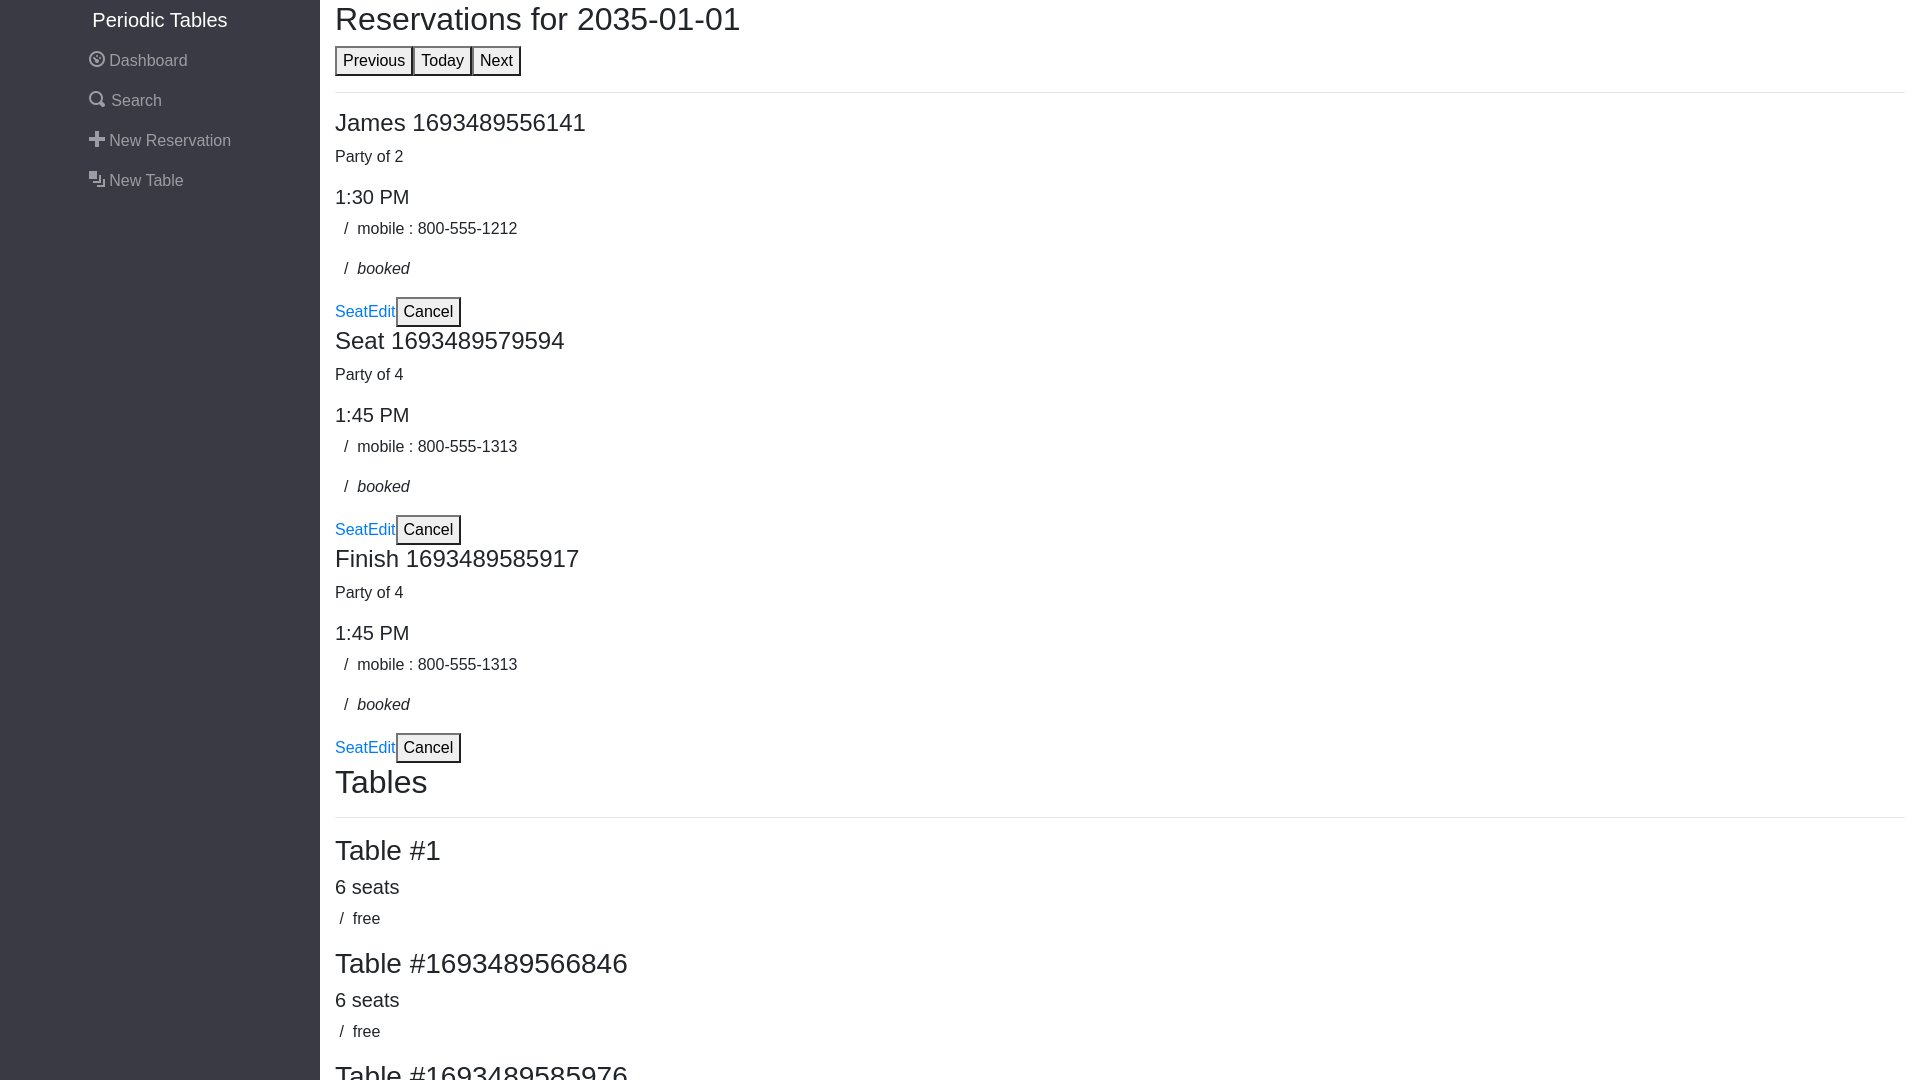 Periodic Tables
Dashboard
Search
New Reservation
New Table
Reservations for 2035-01-01
Previous Today Next
James 1693489556141
Party of 2
1:30 PM
/ mobile : 800-555-1212
/ booked
SeatEdit Cancel
Seat 1693489579594
Party of 4
1:45 PM
/ mobile : 800-555-1313
/ booked
SeatEdit Cancel
Finish 1693489585917
Party of 4
1:45 PM
/ mobile : 800-555-1313
/ booked
SeatEdit Cancel
Tables
Table #1
6 seats
/ free
Table #1693489566846
6 seats
/ free
Table #1693489585976